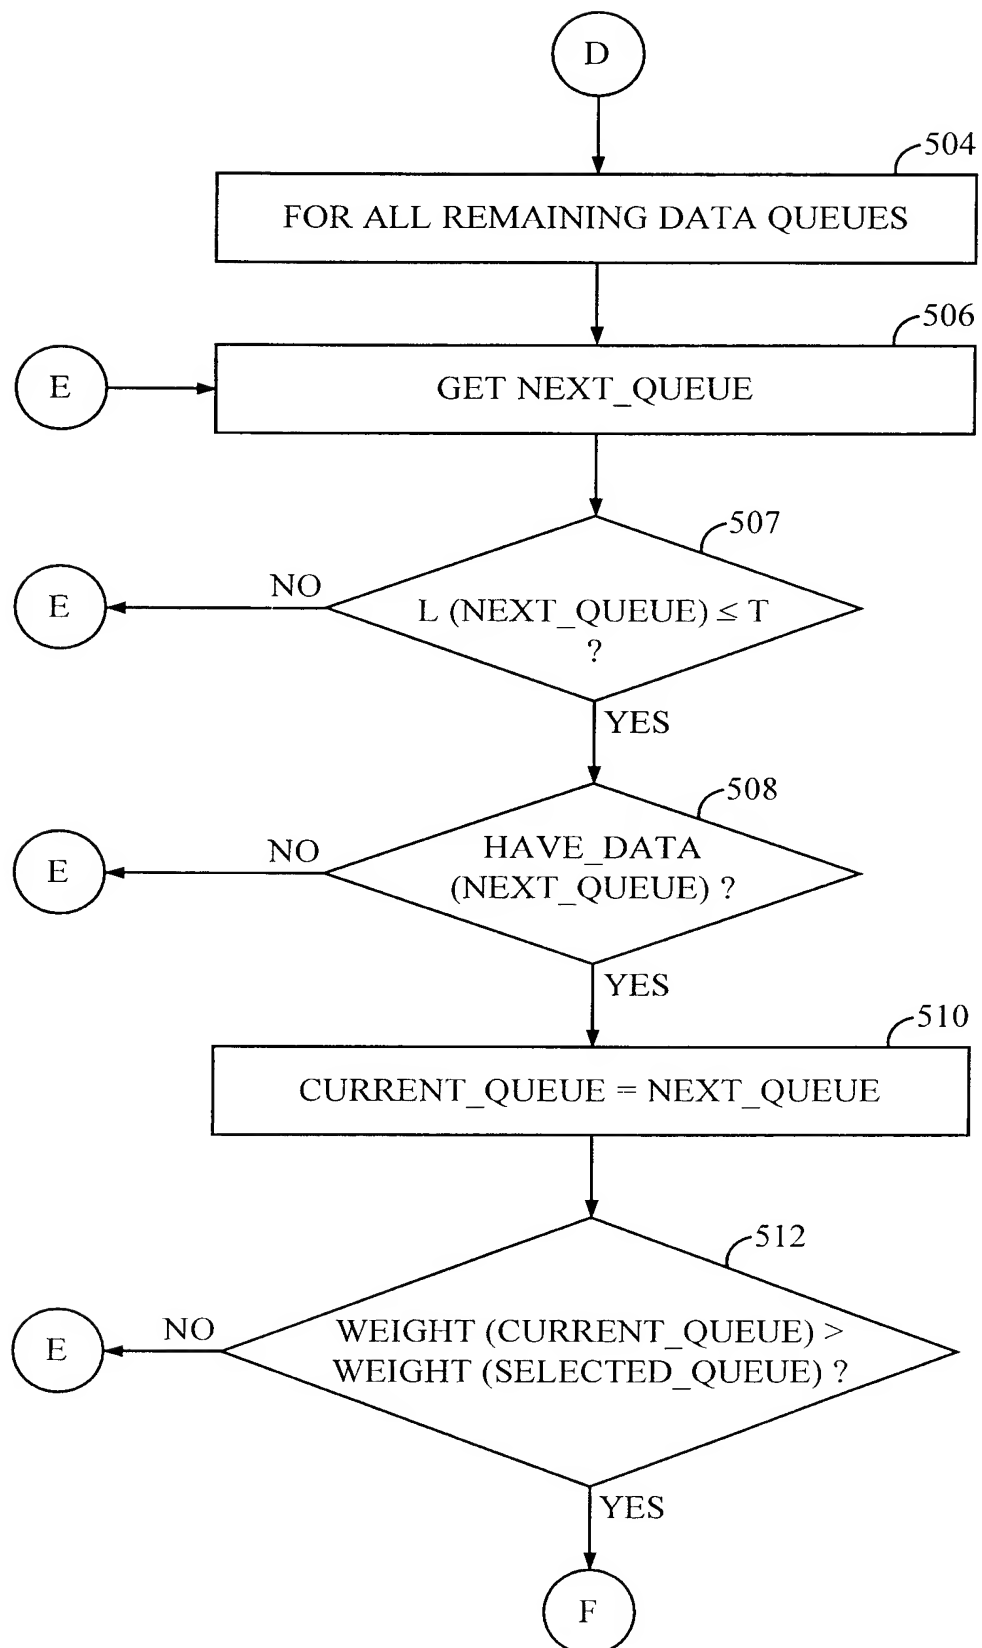 D
504
FOR ALL REMAINING DATA QUEUES
506
E
GET NEXT_QUEUE
507
E
NO
L (NEXT_QUEUE) ≤ T
?
YES
508
E
NO
HAVE_DATA
(NEXT_QUEUE) ?
YES
510
CURRENT_QUEUE = NEXT_QUEUE
512
E
NO
WEIGHT (CURRENT_QUEUE) >
WEIGHT (SELECTED_QUEUE) ?
YES
F